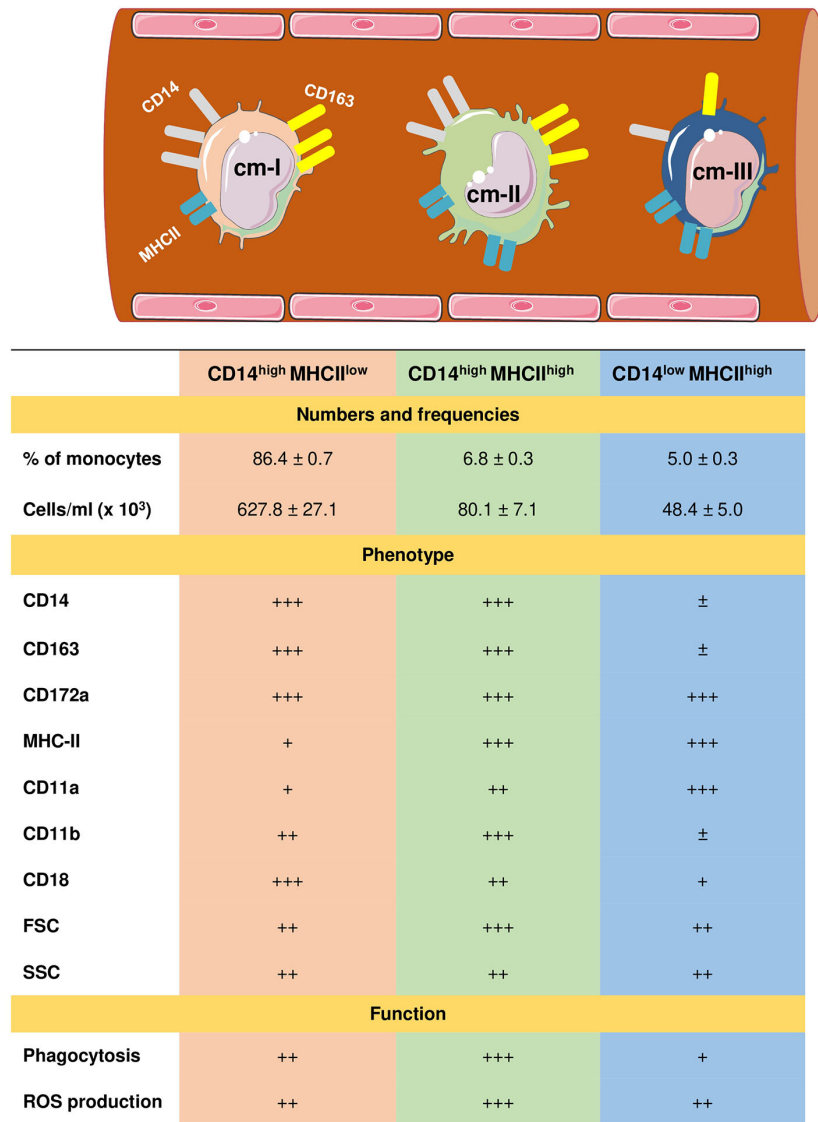 CD14
CD163
MHCII
cm-I
cm-II
cm-III
CD14high MHCIIlow CD14high MHCIIhigh CD14low MHCIIhigh
Numbers and frequencies
% of monocytes 86.4 ± 0.7 6.8 ± 0.3 5.0 ± 0.3
Cells/ml (x 10³) 627.8 ± 27.1 80.1 ± 7.1 48.4 ± 5.0
Phenotype
CD14 +++ +++ ±
CD163 +++ +++ ±
CD172a +++ +++ +++
MHC-II + +++ +++
CD11a + ++ +++
CD11b ++ +++ ±
CD18 +++ ++ +
FSC ++ +++ ++
SSC ++ ++ ++
Function
Phagocytosis ++ +++ +
ROS production ++ +++ ++